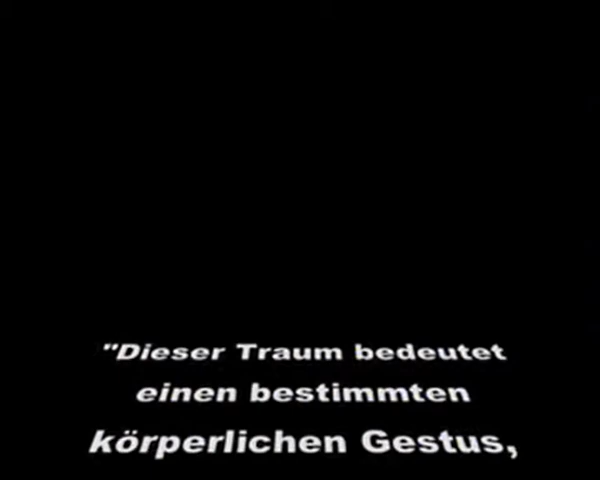 "Dieser Traum bedeutet
einen bestimmten
körperlichen Gestus,